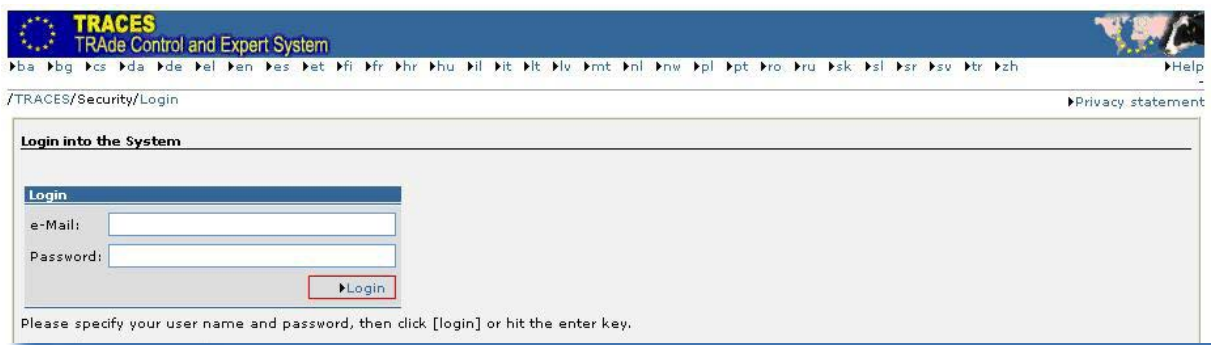 TRACES
TRAde Control and Expert System
ba bg cs da de el en es et fi fr hr hu il it lt lv mt nl nw pl pt ro ru sk sl sr sv tr zh Help
-
/TRACES/Security/Login
Privacy statement
Login into the System
Login
e-Mail:
Password:
Login
Please specify your user name and password, then click [login] or hit the enter key.